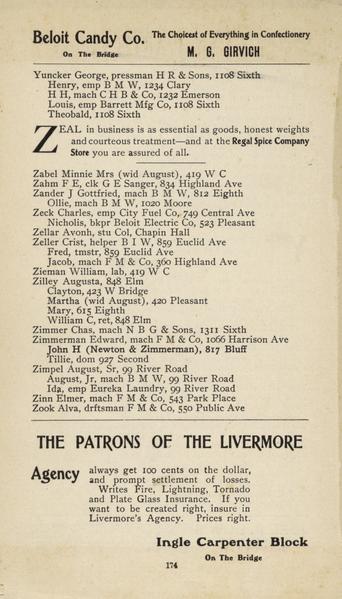 Beloit Candy Co. The Choicest of Everything in Confectionery
On The Bridge M. G. GIRVICH
Yuncker George, pressman H R & Sons, 1108 Sixth
Henry, emp B M W, 1234 Clary
H H, mach C H B & Co, 1232 Emerson
Louis, emp Barrett Mfg Co, 1108 Sixth
Theobald, 1108 Sixth
ZEAL in business is as essential as goods, honest weights
and courteous treatment—and at the Regal Spice Company
Store you are assured of all.
Zabel Minnie Mrs (wid August), 419 W C
Zahm F E, clk G E Sanger, 834 Highland Ave
Zander J Gottfried, mach B M W, 812 Eighth
Ollie, mach B M W, 1020 Moore
Zeck Charles, emp City Fuel Co, 749 Central Ave
Nicholis, bkpr Beloit Electric Co, 523 Pleasant
Zellar Avonh, stu Col, Chapin Hall
Zeller Crist, helper B I W, 859 Euclid Ave
Fred, tmstr, 859 Euclid Ave
Jacob, mach F M & Co, 360 Highland Ave
Zieman William, lab, 419 W C
Zilley Augusta, 848 Elm
Clayton, 423 W Bridge
Martha (wid August), 420 Pleasant
Mary, 615 Eighth
William C, ret, 848 Elm
Zimmer Chas, mach N B G & Sons, 1311 Sixth
Zimmerman Edward, mach F M & Co, 1066 Harrison Ave
John H (Newton & Zimmerman), 817 Bluff
Tillie, dom 927 Second
Zimpel August, Sr, 99 River Road
August, Jr, mach B M W, 99 River Road
Ida, emp Eureka Laundry, 99 River Road
Zinn Elmer, mach F M & Co, 543 Park Place
Zook Alva, drftsman F M & Co, 550 Public Ave
THE PATRONS OF THE LIVERMORE
Agency always get 100 cents on the dollar,
and prompt settlement of losses.
Writes Fire, Lightning, Tornado
and Plate Glass Insurance. If you
want to be created right, insure in
Livermore's Agency. Prices right.
Ingle Carpenter Block
On The Bridge
174